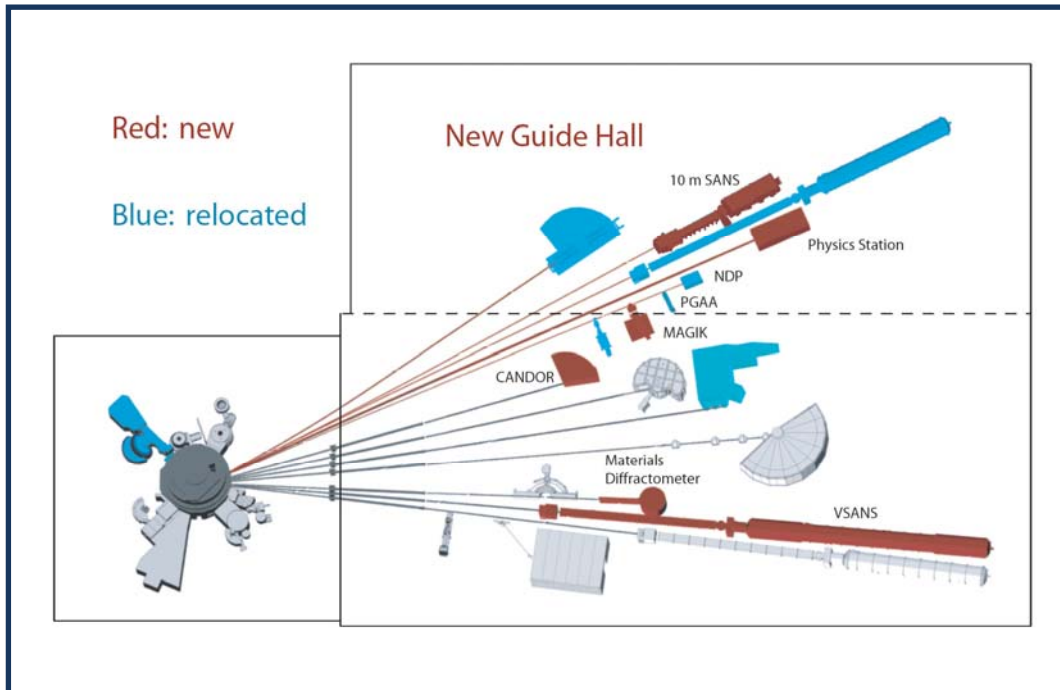 Red: new
New Guide Hall
10 m SANS
Blue: relocated
Physics Station
NDP
PGAA
MAGIK
CANDOR
Materials
Diffractometer
VSANS